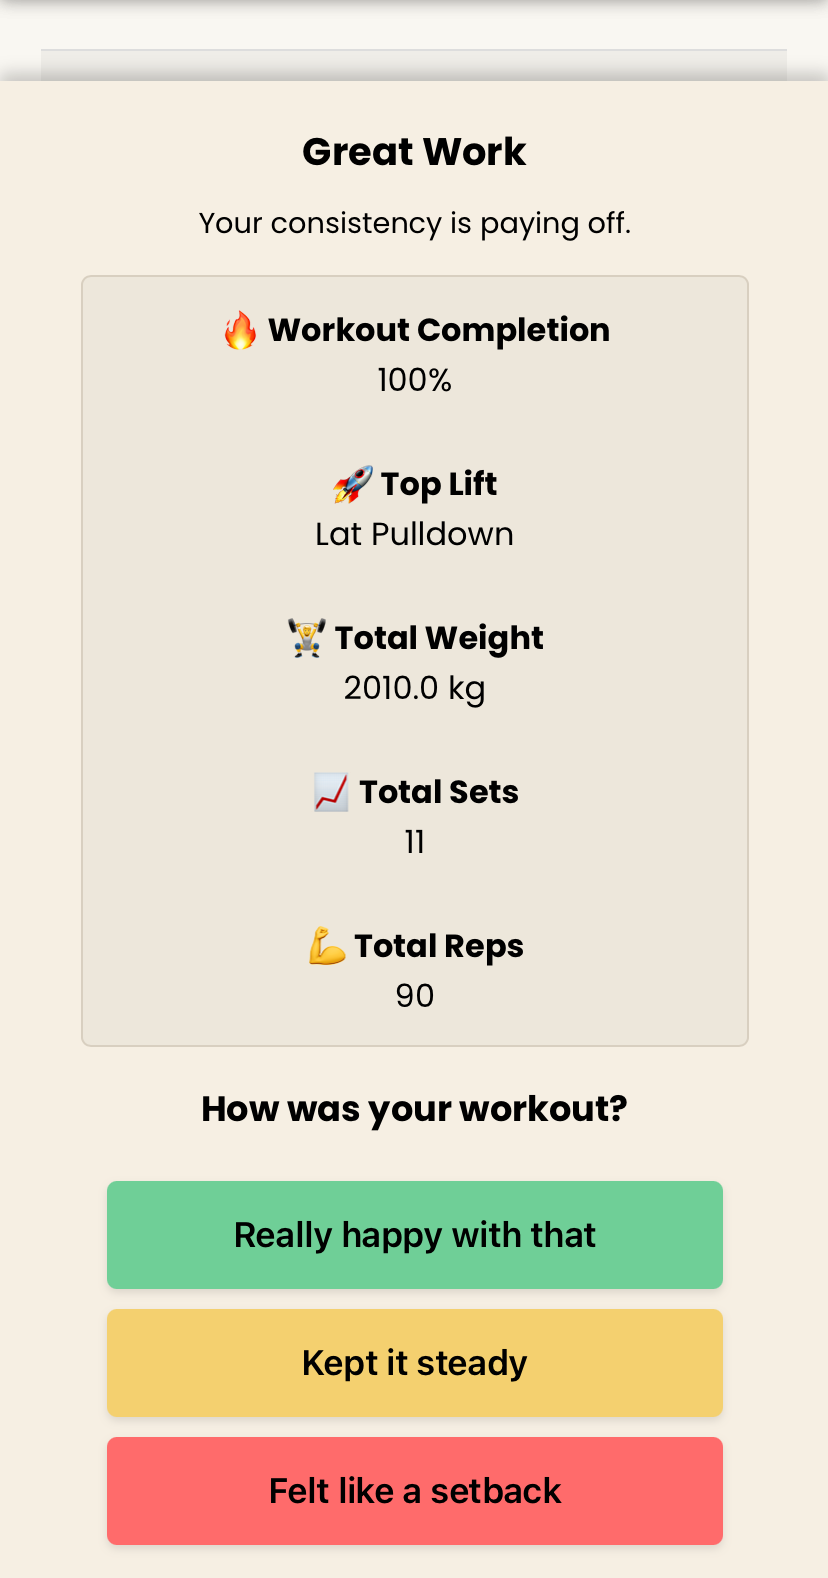 Great Work
Your consistency is paying off.
🔥 Workout Completion
100%
🚀 Top Lift
Lat Pulldown
🏋️ Total Weight
2010.0 kg
📈 Total Sets
11
💪 Total Reps
90
How was your workout?
Really happy with that
Kept it steady
Felt like a setback